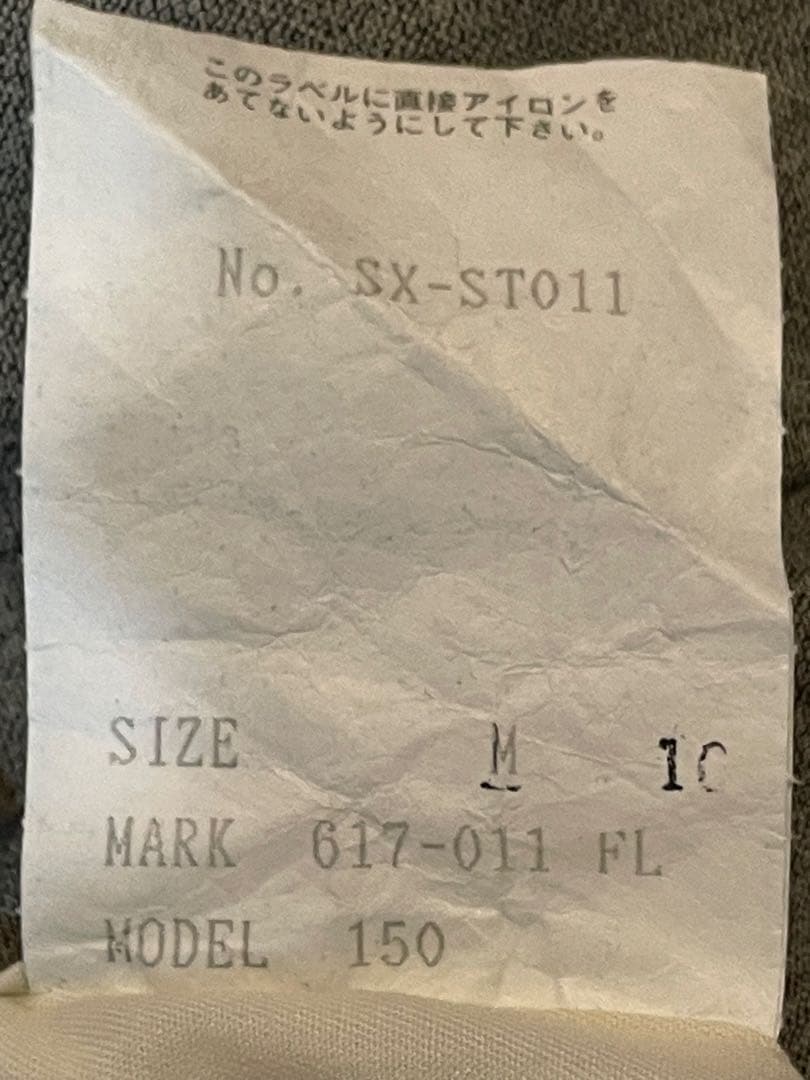 このラベルに直接アイロンを
あてないようにして下さい。
No. SX-ST011
SIZE M
MARK 617-011 FL
MODEL 150